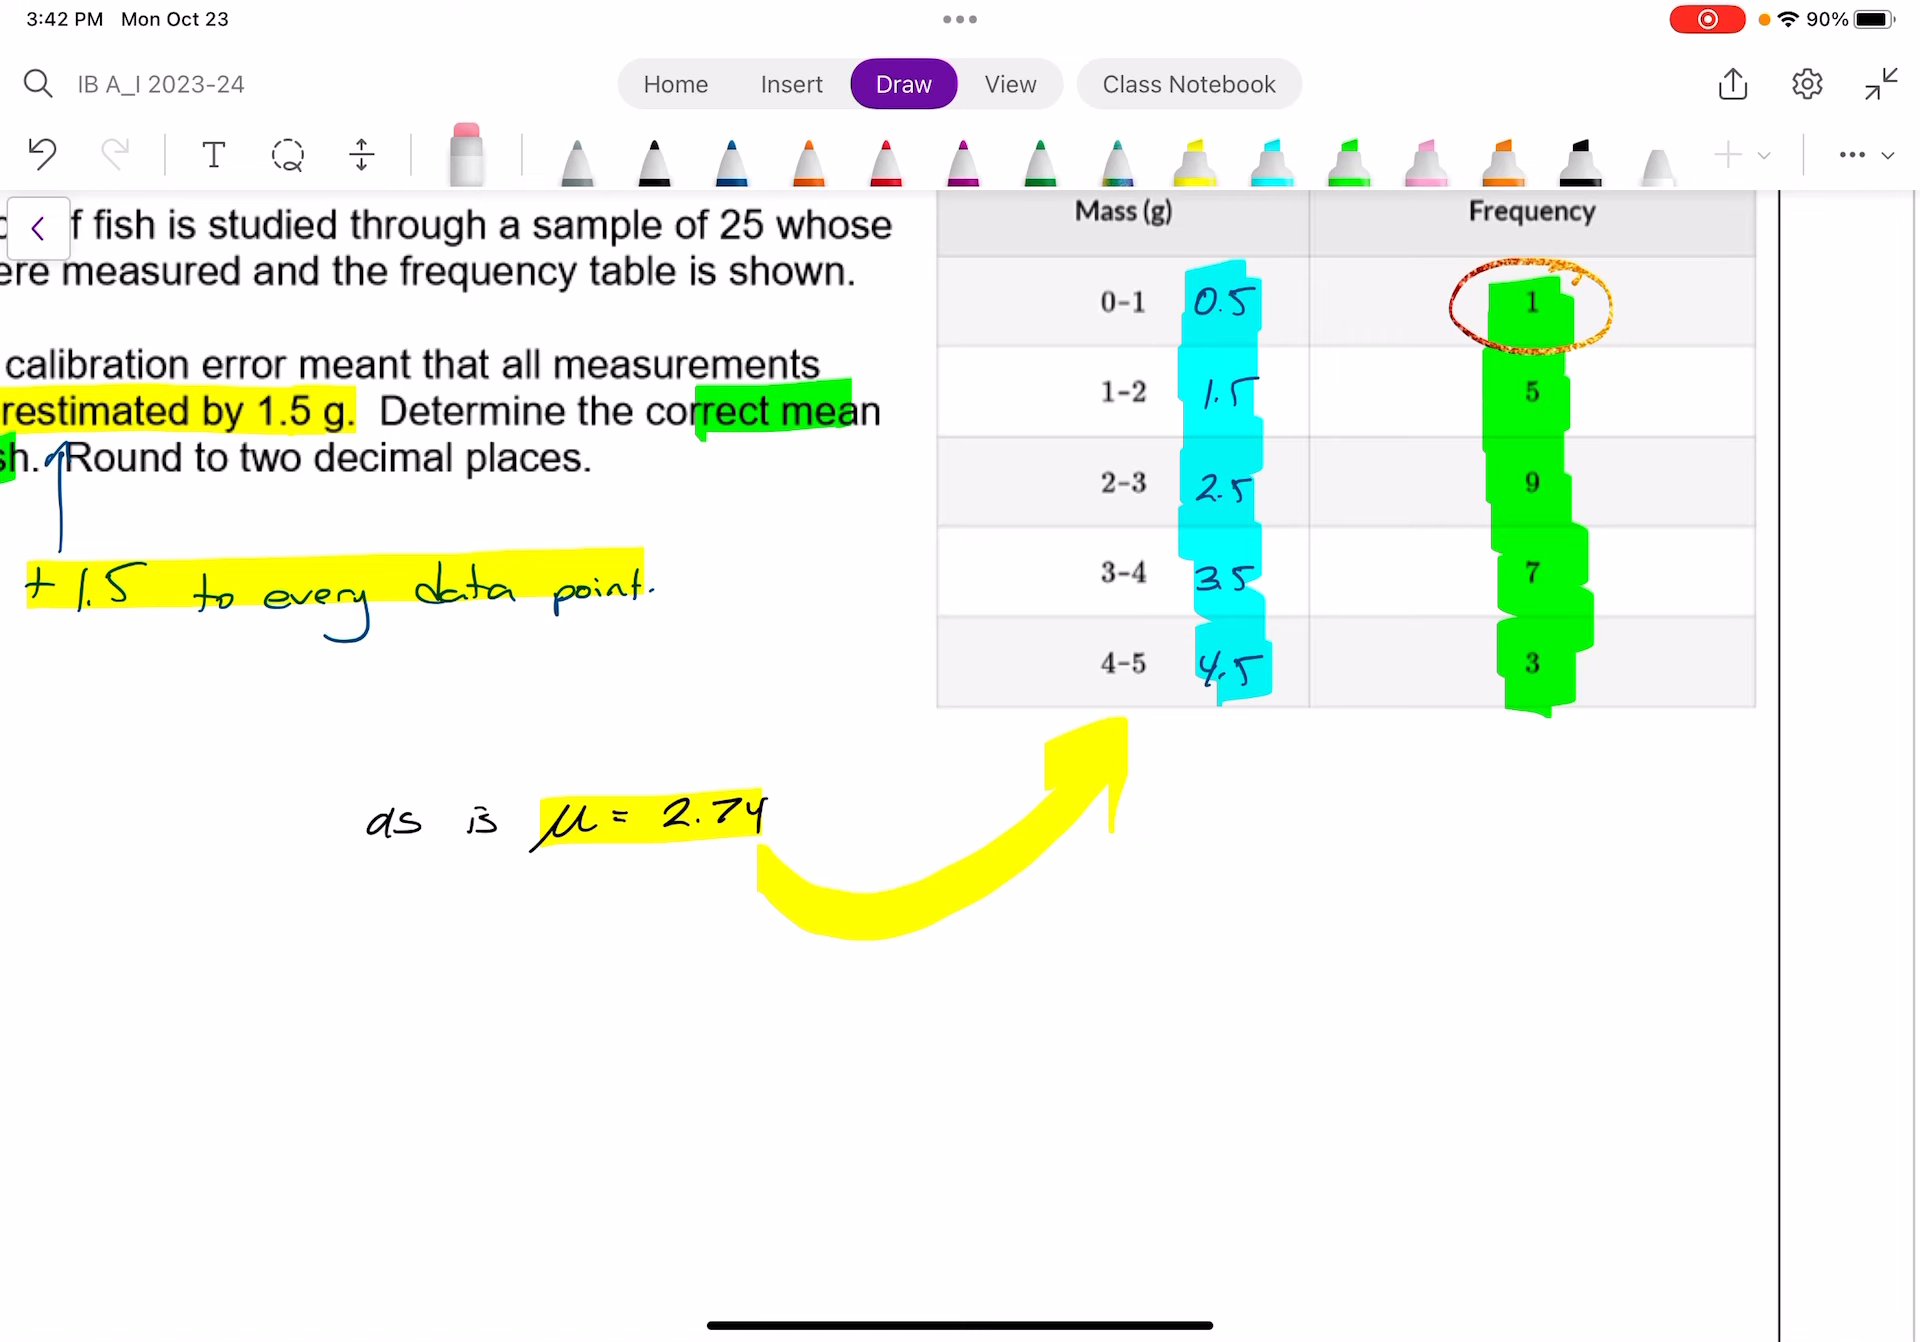 3:42 PM Mon Oct 23
90%
IB A_I 2023-24
Home Insert Draw View Class Notebook
T
f fish is studied through a sample of 25 whose
ere measured and the frequency table is shown.
calibration error meant that all measurements
restimated by 1.5 g. Determine the correct mean
sh. Round to two decimal places.
+ 1.5 to every data point.
as is μ = 2.74
Mass (g) Frequency
0-1 0.5 1
1-2 1.5 5
2-3 2.5 9
3-4 3.5 7
4-5 4.5 3